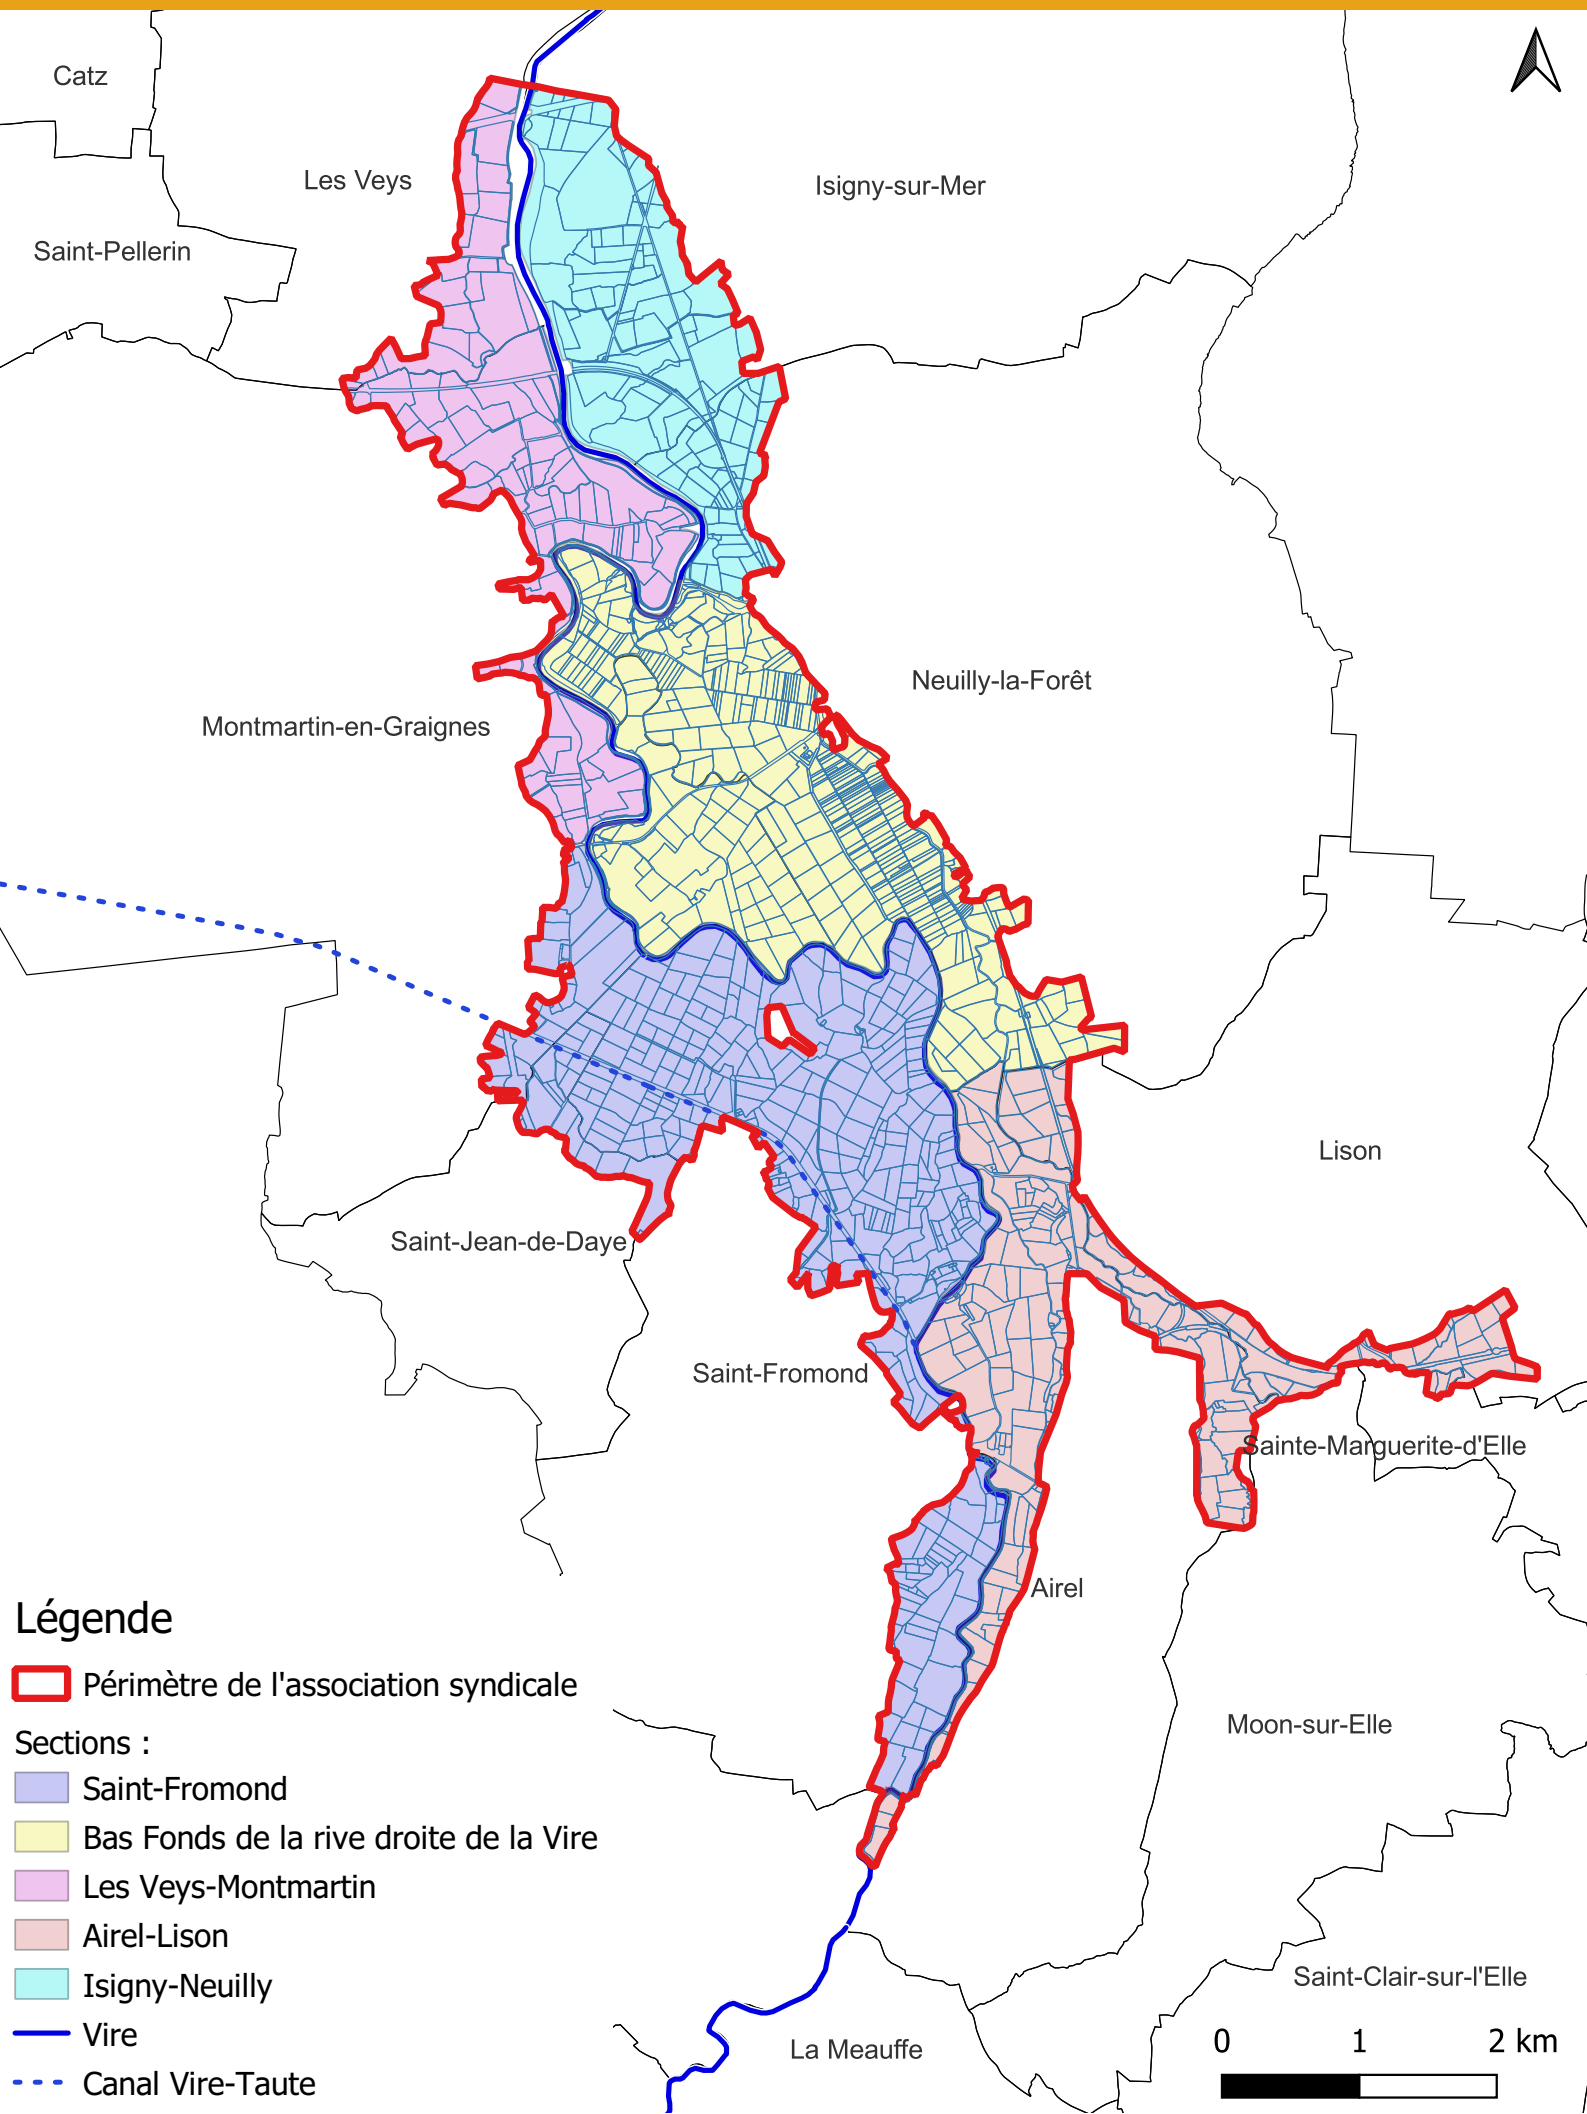 Catz
Les Veys
Isigny-sur-Mer
Saint-Pellerin
Neuilly-la-Forêt
Montmartin-en-Graignes
Lison
Saint-Jean-de-Daye
Saint-Fromond
Sainte-Marguerite-d'Elle
Airel
Moon-sur-Elle
Saint-Clair-sur-l'Elle
La Meauffe
Légende
Périmètre de l'association syndicale
Sections :
Saint-Fromond
Bas Fonds de la rive droite de la Vire
Les Veys-Montmartin
Airel-Lison
Isigny-Neuilly
Vire
Canal Vire-Taute
0 1 2 km